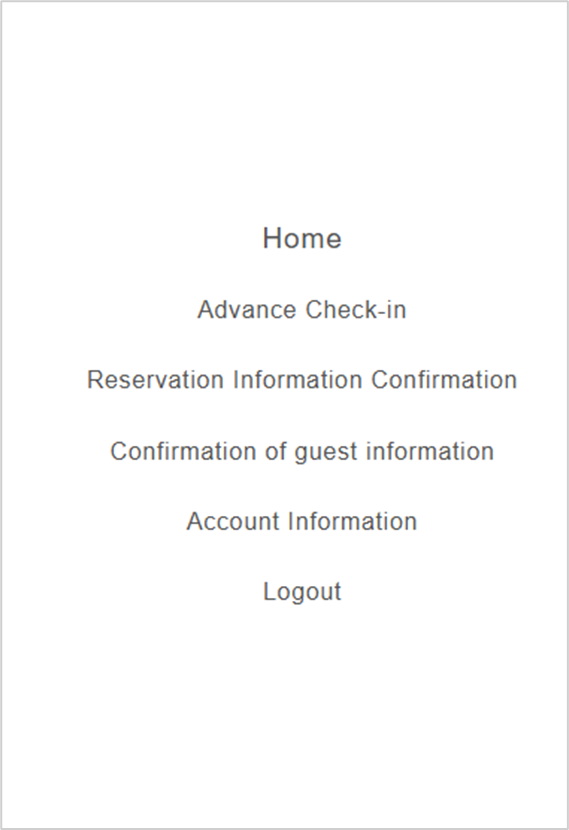 Home
Advance Check-in
Reservation Information Confirmation
Confirmation of guest information
Account Information
Logout